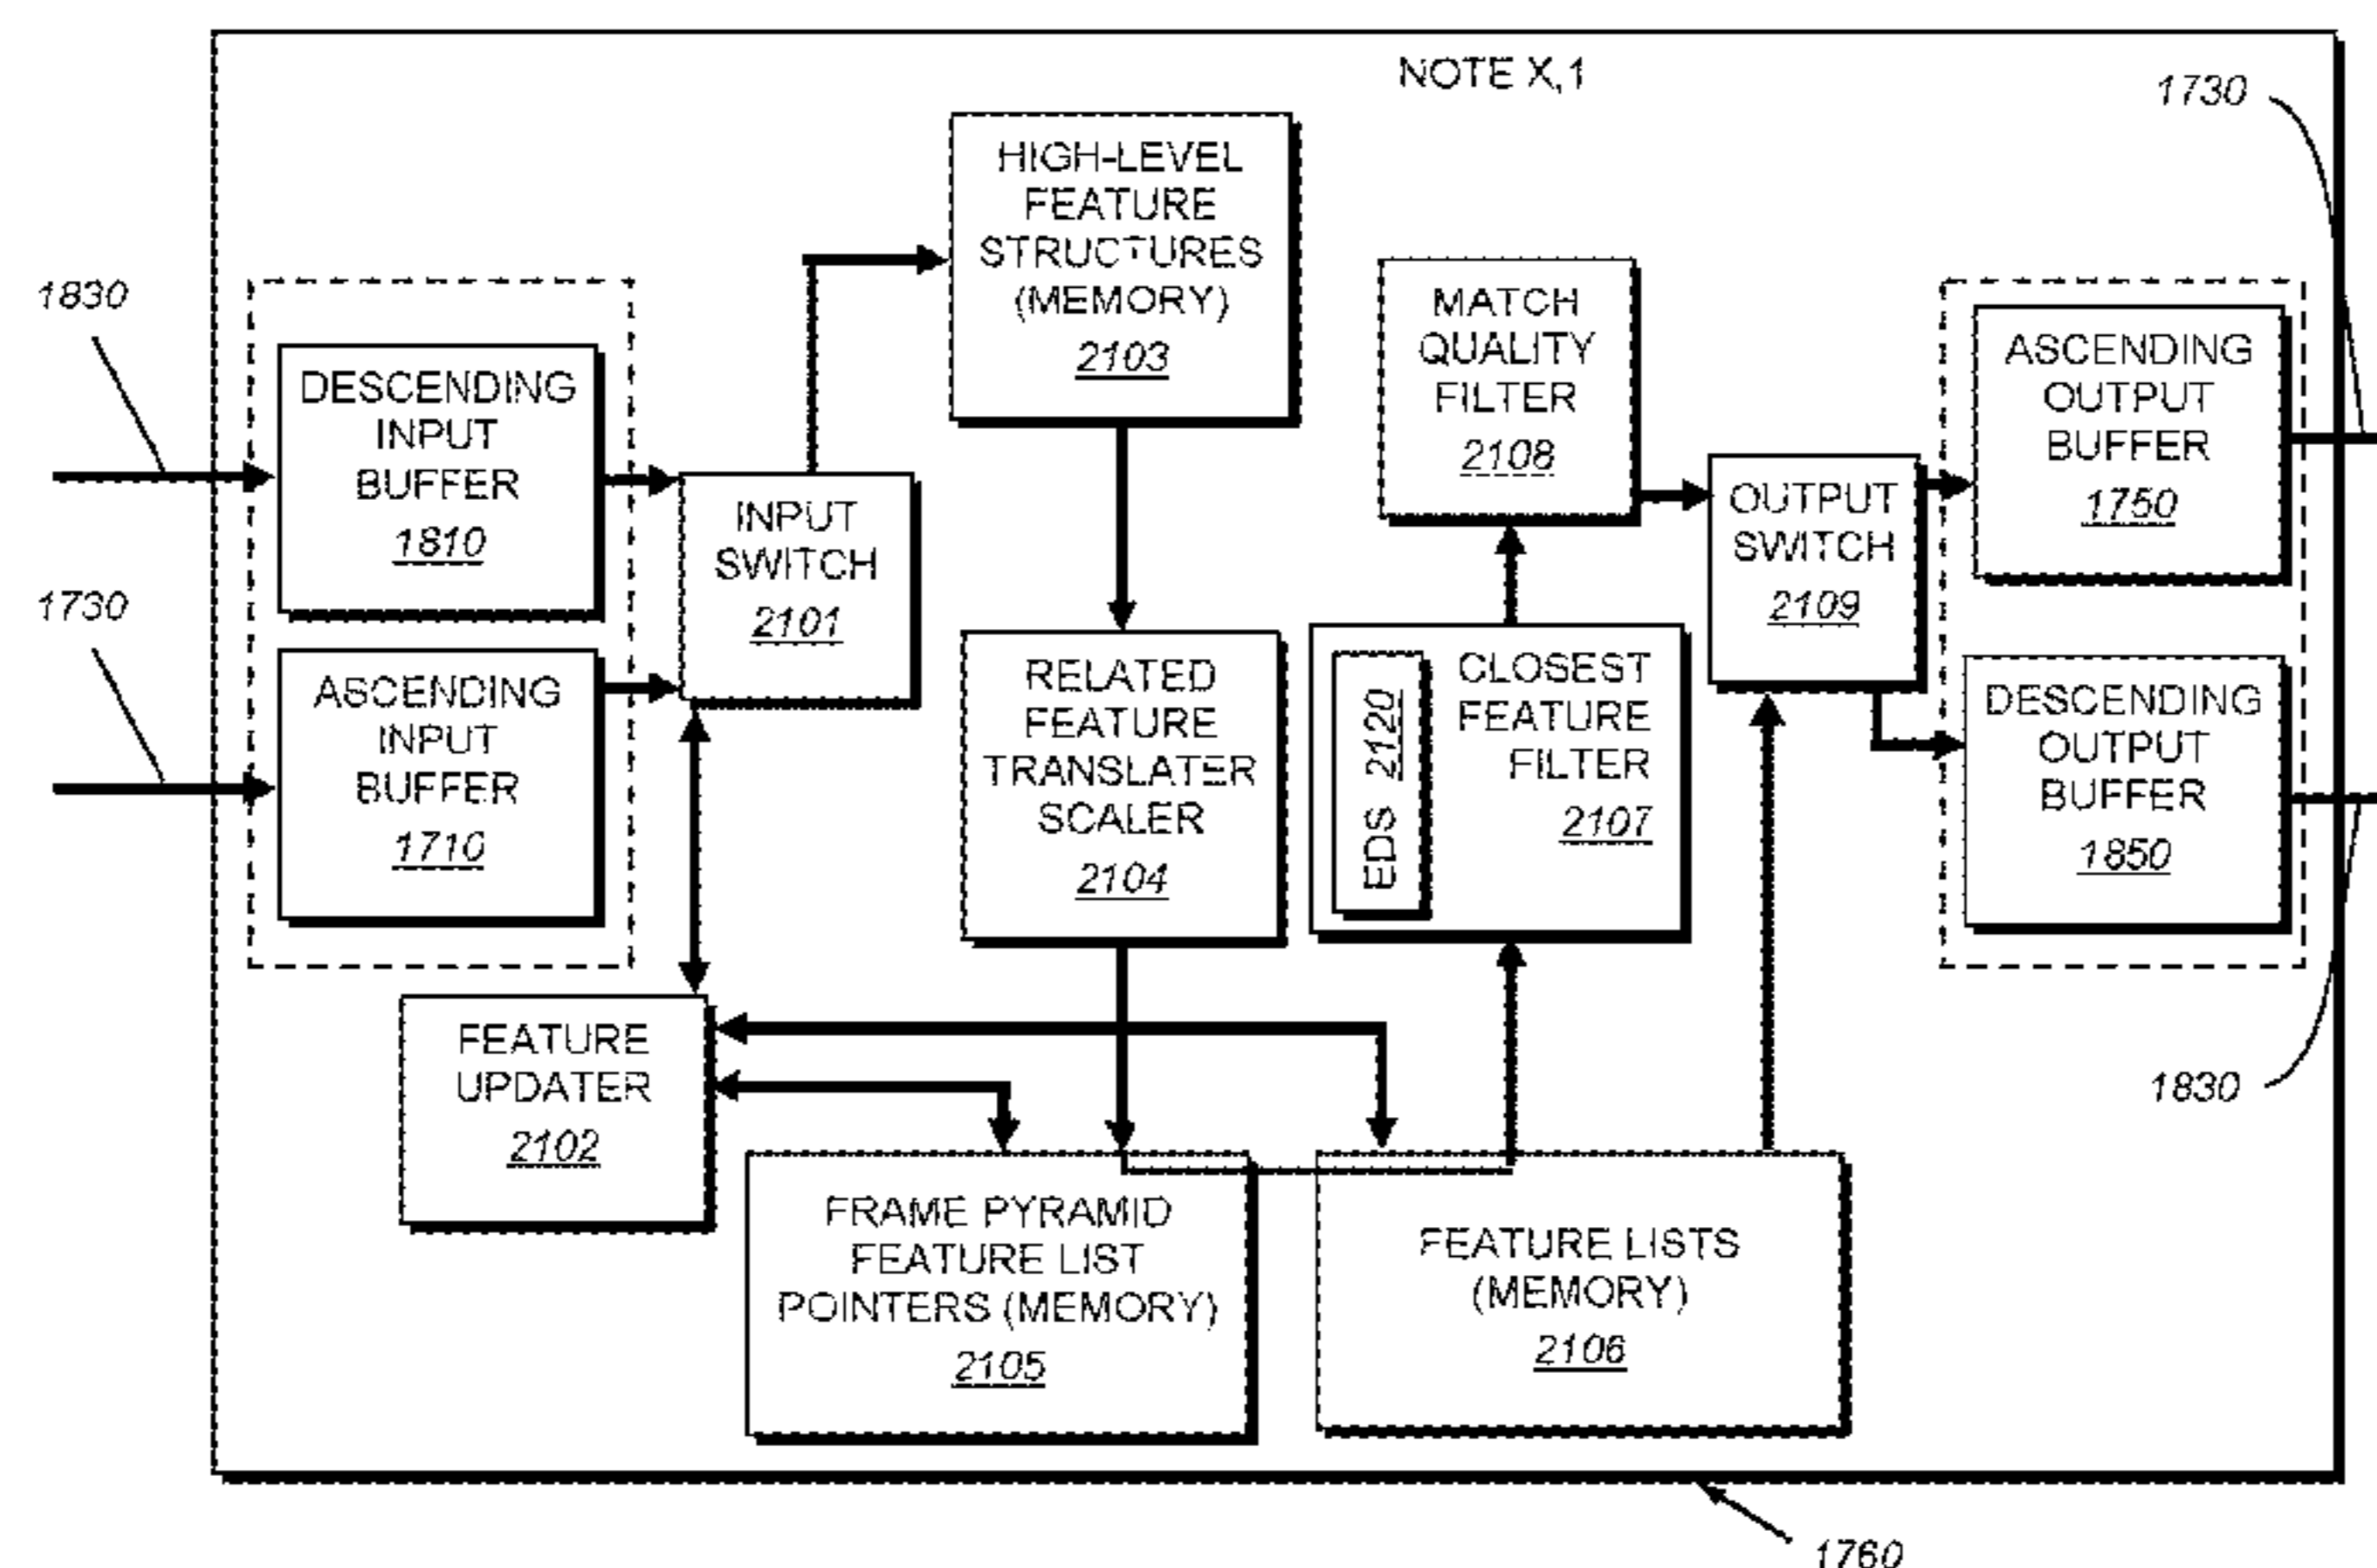 NOTE X,1
1730
HIGH-LEVEL
FEATURE
STRUCTURES
(MEMORY)
2103
1830
DESCENDING
INPUT
BUFFER
1810
1730
ASCENDING
INPUT
BUFFER
1710
INPUT
SWITCH
2101
RELATED
FEATURE
TRANSLATER
SCALER
2104
MATCH
QUALITY
FILTER
2108
EDS 2120
CLOSEST
FEATURE
FILTER
2107
OUTPUT
SWITCH
2109
ASCENDING
OUTPUT
BUFFER
1750
DESCENDING
OUTPUT
BUFFER
1850
1830
FEATURE
UPDATER
2102
FRAME PYRAMID
FEATURE LIST
POINTERS (MEMORY)
2105
FEATURE LISTS
(MEMORY)
2106
1760